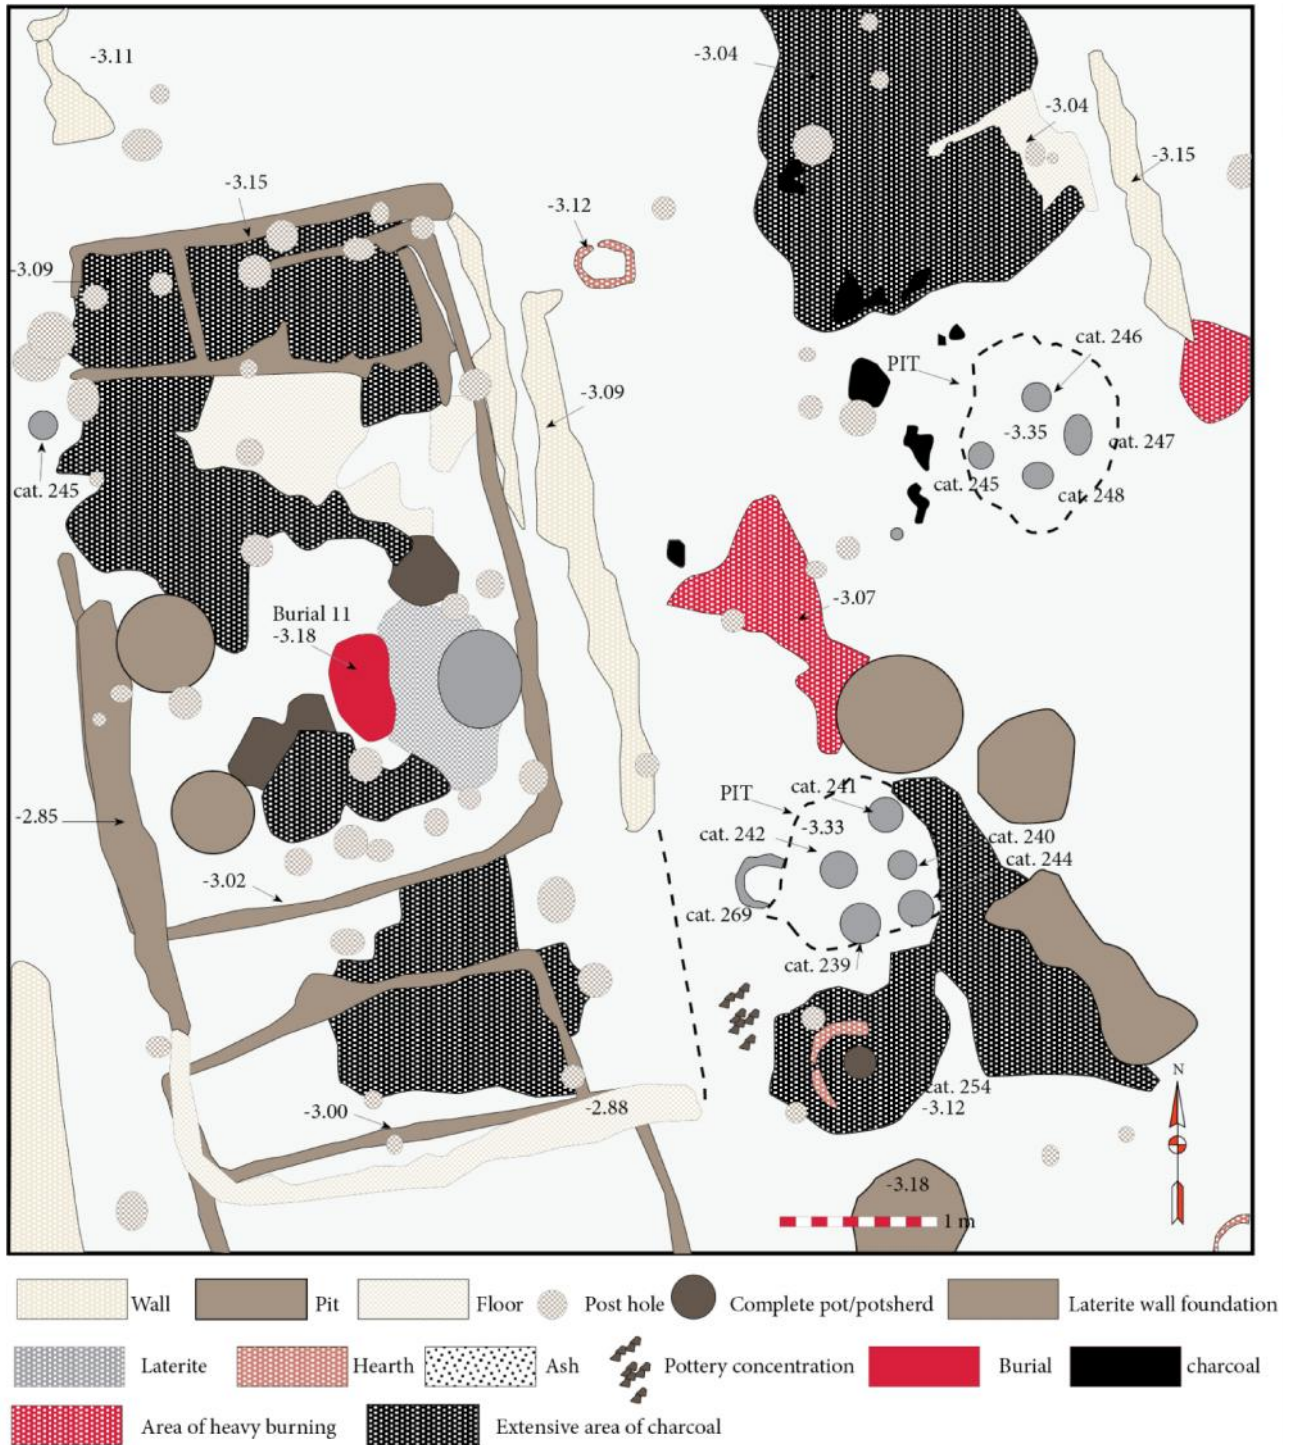 -3.11
-3.04
-3.04
-3.15
-3.15
-3.12
-3.09
cat. 246
PIT
-3.09
-3.35
cat. 247
cat. 245
cat. 245
cat. 248
Burial 11
-3.18
-3.07
PIT
cat. 241
-2.85
-3.33
cat. 242
cat. 240
cat. 244
-3.02
cat. 269
cat. 239
N
cat. 254
-3.12
-3.00
-2.88
-3.18
1 m
Wall
Pit
Floor
Post hole
Complete pot/potsherd
Laterite wall foundation
Laterite
Hearth
Ash
Pottery concentration
Burial
charcoal
Area of heavy burning
Extensive area of charcoal